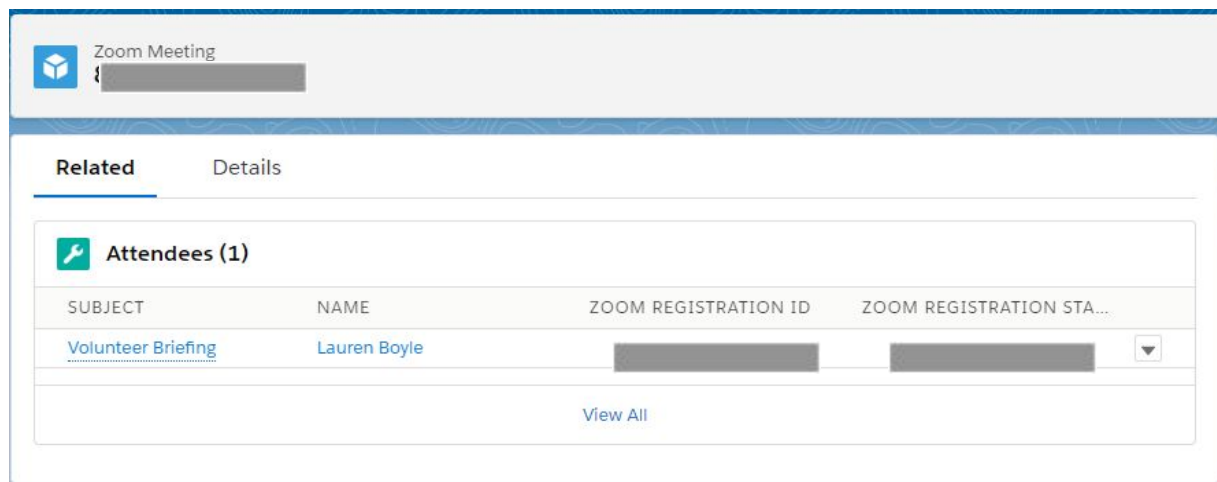 Zoom Meeting
Related Details
Attendees (1)
SUBJECT NAME ZOOM REGISTRATION ID ZOOM REGISTRATION STA...
Volunteer Briefing Lauren Boyle
View All